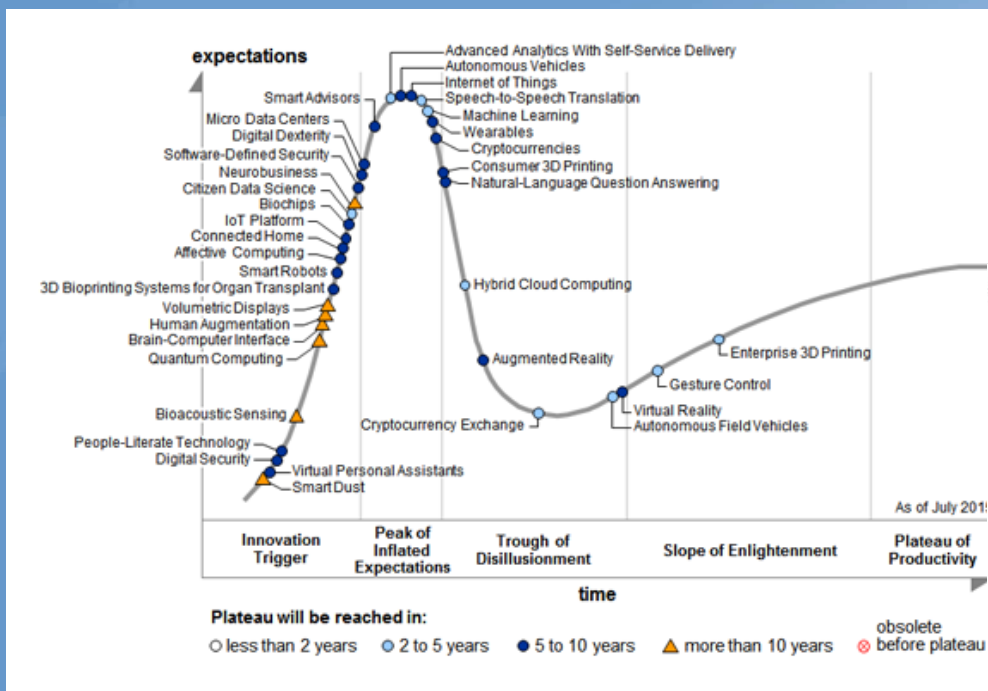 expectations
Advanced Analytics With Self-Service Delivery
Autonomous Vehicles
Internet of Things
Speech-to-Speech Translation
Machine Learning
Wearables
Cryptocurrencies
Consumer 3D Printing
Natural-Language Question Answering
Smart Advisors
Micro Data Centers
Digital Dexterity
Software-Defined Security
Neurobusiness
Citizen Data Science
Biochips
IoT Platform
Connected Home
Affective Computing
Smart Robots
3D Bioprinting Systems for Organ Transplant
Volumetric Displays
Human Augmentation
Brain-Computer Interface
Quantum Computing
Bioacoustic Sensing
People-Literate Technology
Digital Security
Virtual Personal Assistants
Smart Dust
Hybrid Cloud Computing
Augmented Reality
Cryptocurrency Exchange
Enterprise 3D Printing
Gesture Control
Virtual Reality
Autonomous Field Vehicles
As of July 2015
Innovation
Trigger
Peak of
Inflated
Expectations
Trough of
Disillusionment
Slope of Enlightenment
Plateau of
Productivity
time
Plateau will be reached in:
less than 2 years
2 to 5 years
5 to 10 years
more than 10 years
obsolete
before plateau